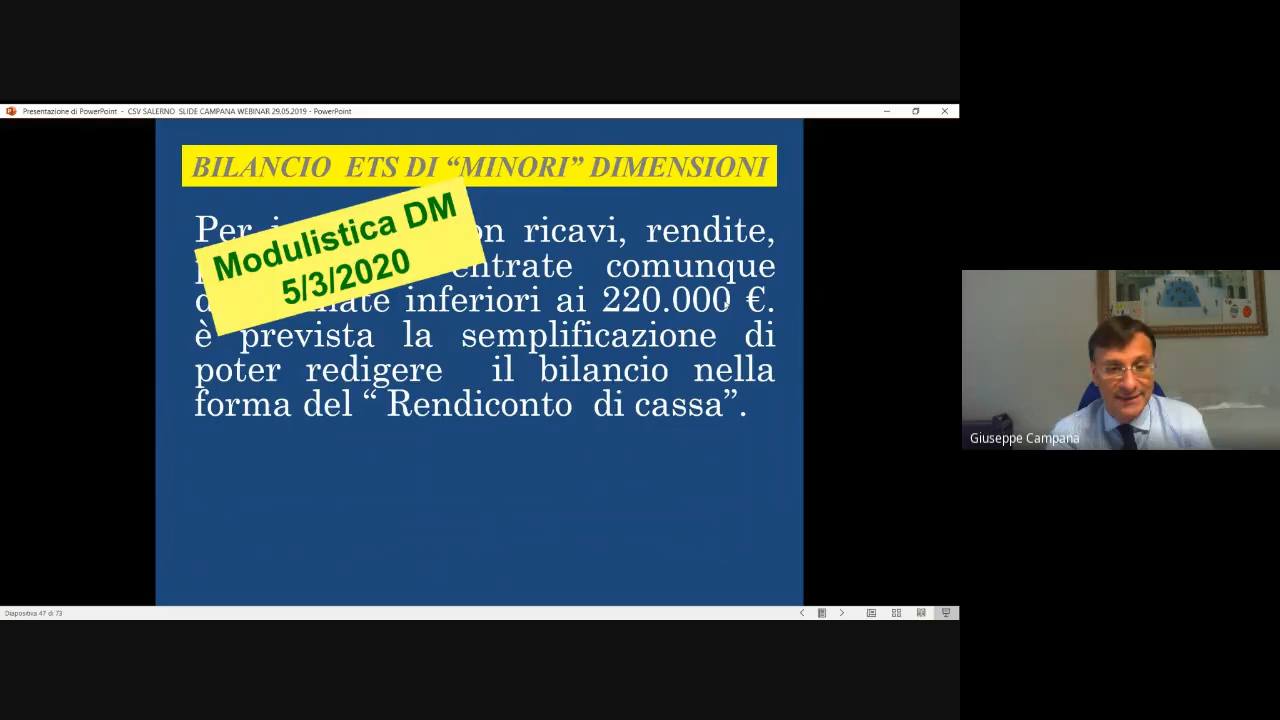 Presentazione di PowerPoint - CSV SALERNO SLIDE CAMPANA WEBINAR 29.05.2019 - PowerPoint
BILANCIO ETS DI “MINORI” DIMENSIONI
Modulistica DM
5/3/2020
Per ricavi, rendite,
entrate comunque
inferiori ai 220.000 €.
è prevista la semplificazione di
poter redigere il bilancio nella
forma del “ Rendiconto di cassa”.
Giuseppe Campana
Diapositiva 47 di 73